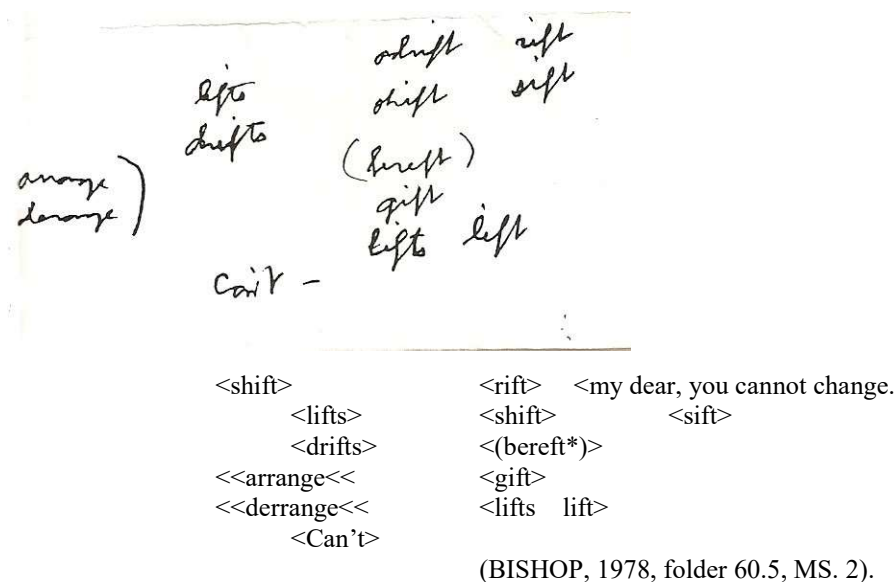 adrift rift
lifts shift sift
drifts
(bereft)
arrange )
gift
derange
lifts left
Can't –
<shift> <rift> <my dear, you cannot change.
<lifts> <shift> <sift>
<drifts> <(bereft*)>
<<arrange<< <gift>
<<derrange<< <lifts lift>
<Can’t>
(BISHOP, 1978, folder 60.5, MS. 2).